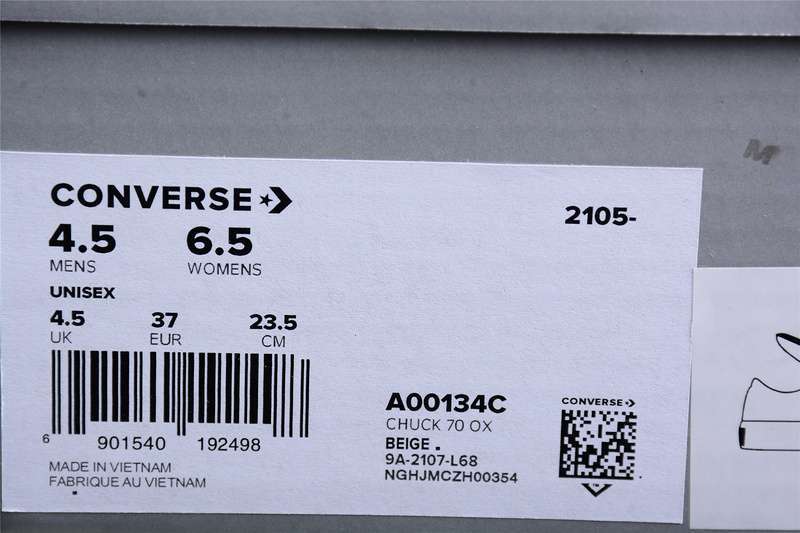 M
CONVERSE
2105-
4.5 6.5
MENS WOMENS
UNISEX
4.5 37 23.5
UK EUR CM
6 901540 192498
MADE IN VIETNAM
FABRIQUE AU VIETNAM
A00134C
CHUCK 70 OX
BEIGE
9A-2107-L68
NGHJMCZH00354
CONVERSE